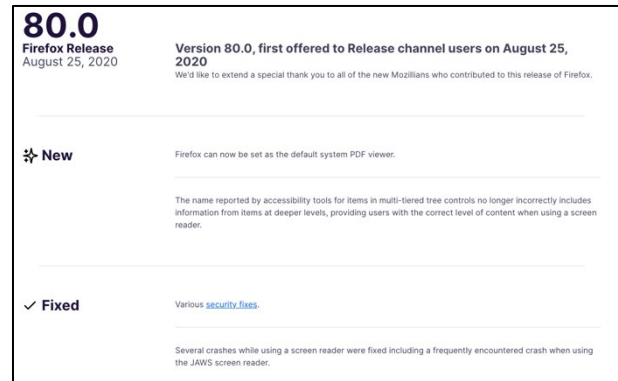 80.0
Firefox Release
August 25, 2020
Version 80.0, first offered to Release channel users on August 25,
2020
We'd like to extend a special thank you to all of the new Mozillians who contributed to this release of Firefox.
New
Firefox can now be set as the default system PDF viewer.
The name reported by accessibility tools for items in multi-tiered tree controls no longer incorrectly includes
information from items at deeper levels, providing users with the correct level of content when using a screen
reader.
Fixed
Various security fixes.
Several crashes while using a screen reader were fixed including a frequently encountered crash when using
the JAWS screen reader.